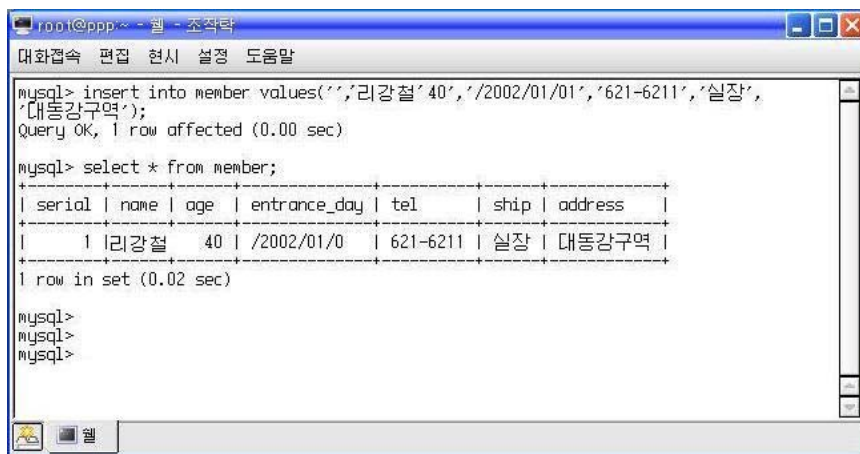 root@ppp:~ - 쉘 - 조작탁
대화접속 편집 현시 설정 도움말
mysql> insert into member values('','리강철'40','/2002/01/01','621-6211','실장',
'대동강구역');
Query OK, 1 row affected (0.00 sec)
mysql> select * from member;
+--------+------+------+--------------+----------+------+------------+
| serial | name | age | entrance_day | tel | ship | address |
+--------+------+------+--------------+----------+------+------------+
| 1 |리강철 40 | /2002/01/0 | 621-6211 | 실장 | 대동강구역 |
+--------+------+------+--------------+----------+------+------------+
1 row in set (0.02 sec)
mysql>
mysql>
mysql>
쉘